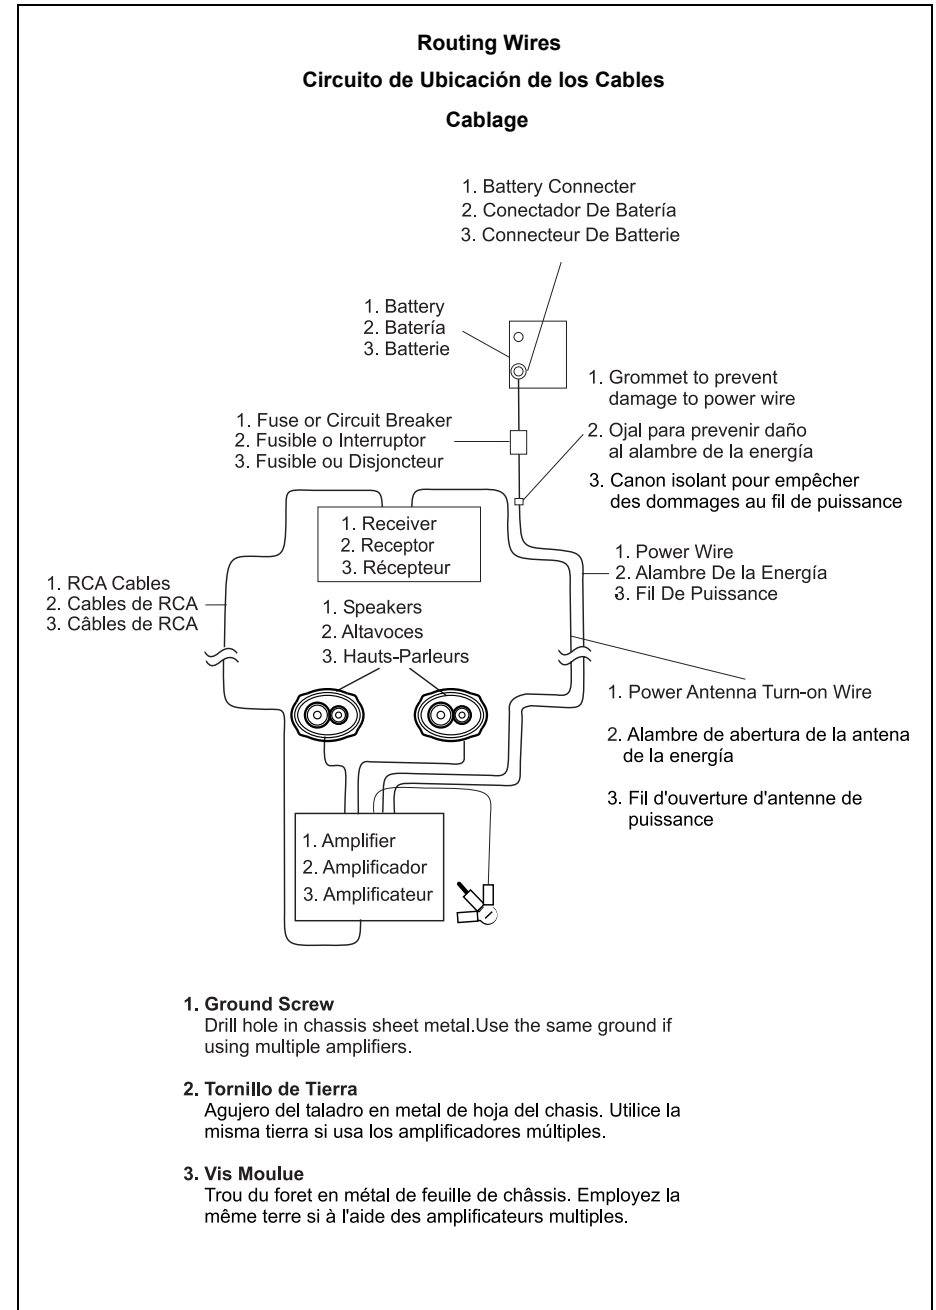 Routing Wires
Circuito de Ubicación de los Cables
Cablage
1. Battery Connecter
2. Conectador De Batería
3. Connecteur De Batterie
1. Battery
2. Batería
3. Batterie
1. Grommet to prevent
damage to power wire
2. Ojal para prevenir daño
al alambre de la energía
3. Canon isolant pour empêcher
des dommages au fil de puissance
1. Fuse or Circuit Breaker
2. Fusible o Interruptor
3. Fusible ou Disjoncteur
1. Receiver
2. Receptor
3. Récepteur
1. Power Wire
2. Alambre De la Energía
3. Fil De Puissance
1. RCA Cables
2. Cables de RCA
3. Câbles de RCA
1. Speakers
2. Altavoces
3. Hauts-Parleurs
1. Power Antenna Turn-on Wire
2. Alambre de abertura de la antena
de la energía
3. Fil d'ouverture d'antenne de
puissance
1. Amplifier
2. Amplificador
3. Amplificateur
1. Ground Screw
Drill hole in chassis sheet metal.Use the same ground if
using multiple amplifiers.
2. Tornillo de Tierra
Agujero del taladro en metal de hoja del chasis. Utilice la
misma tierra si usa los amplificadores múltiples.
3. Vis Moulue
Trou du foret en métal de feuille de châssis. Employez la
même terre si à l'aide des amplificateurs multiples.